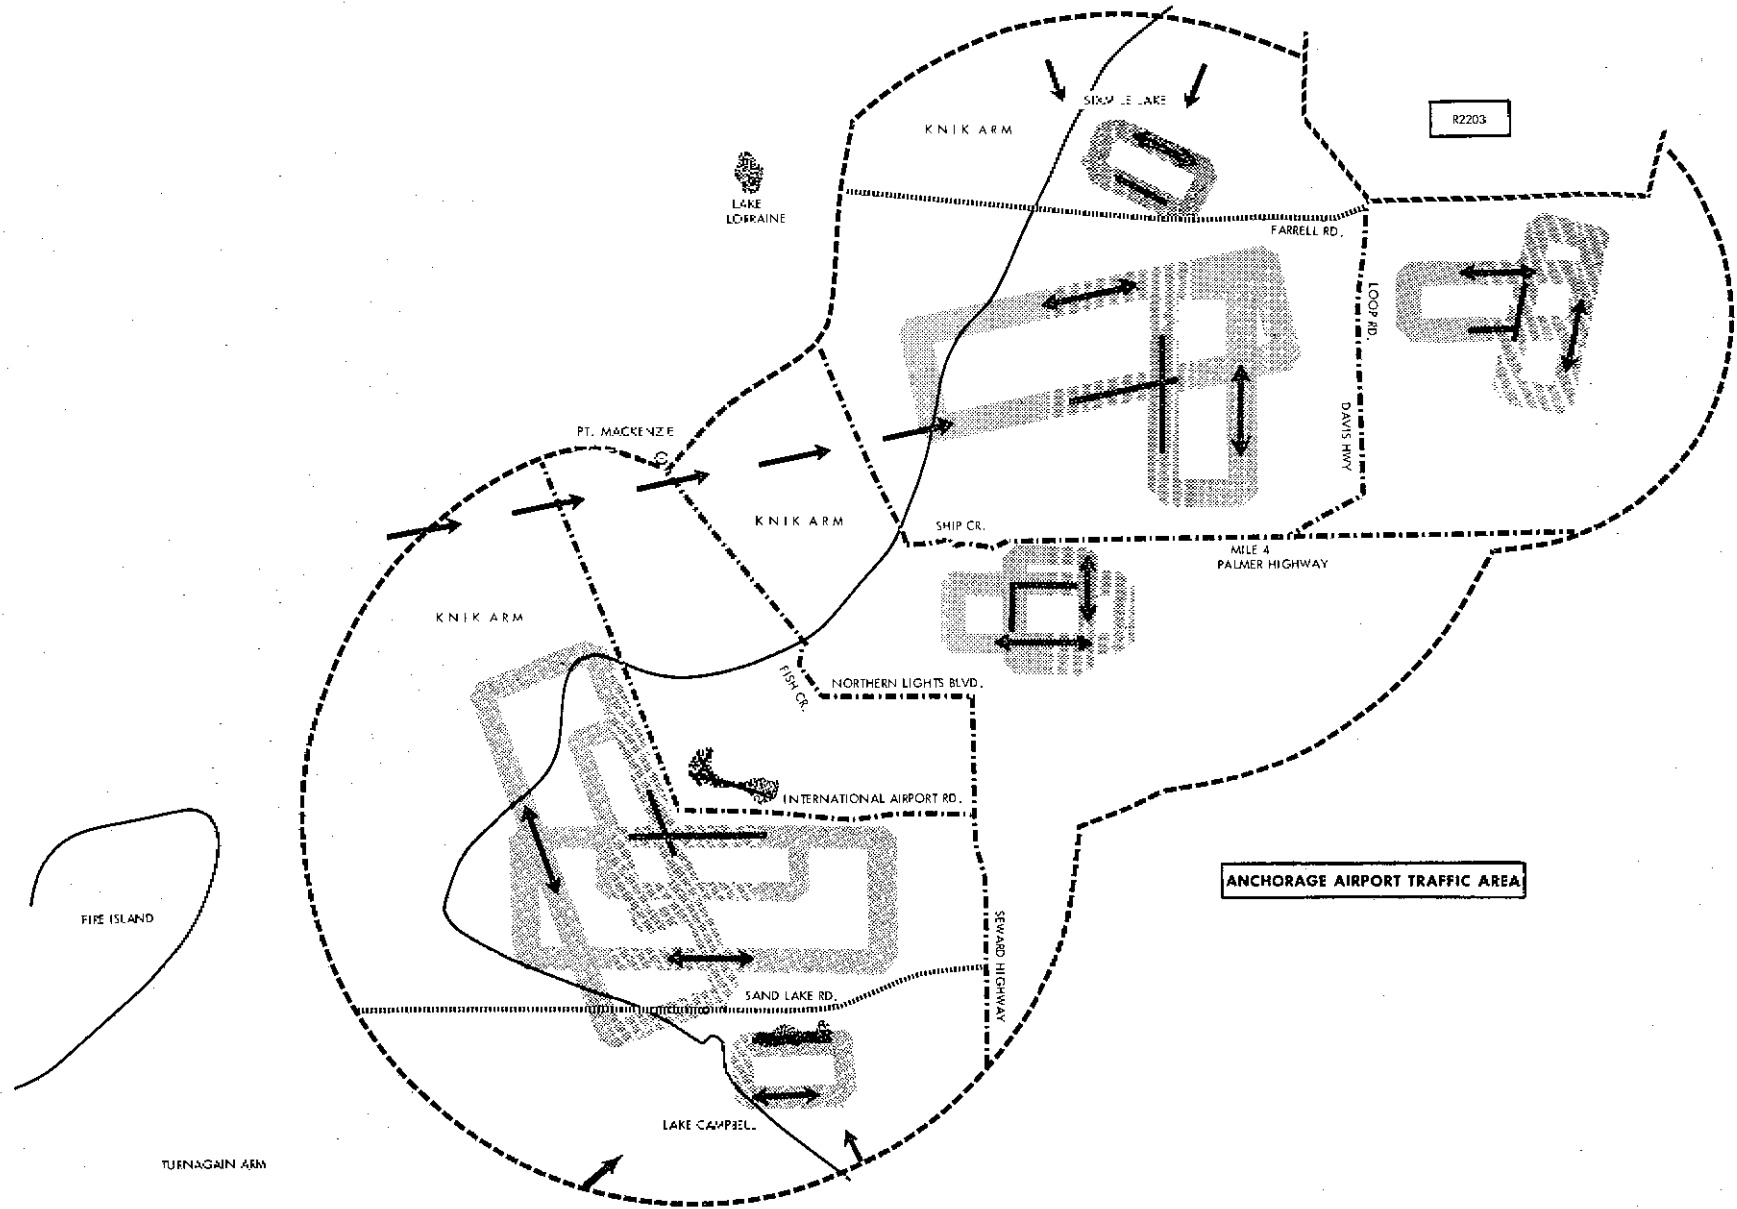 SIXMILE LAKE
KNIK ARM
R2203
LAKE
LORRAINE
FARRELL RD.
LOOP RD.
DAVIS HWY
PT. MACKENZIE
KNIK ARM
SHIP CR.
MILE 4
PALMER HIGHWAY
KNIK ARM
FISH CR.
NORTHERN LIGHTS BLVD.
INTERNATIONAL AIRPORT RD.
ANCHORAGE AIRPORT TRAFFIC AREA
FIRE ISLAND
SEWARD HIGHWAY
SAND LAKE RD.
LAKE CAMPBELL
TURNAGAIN ARM